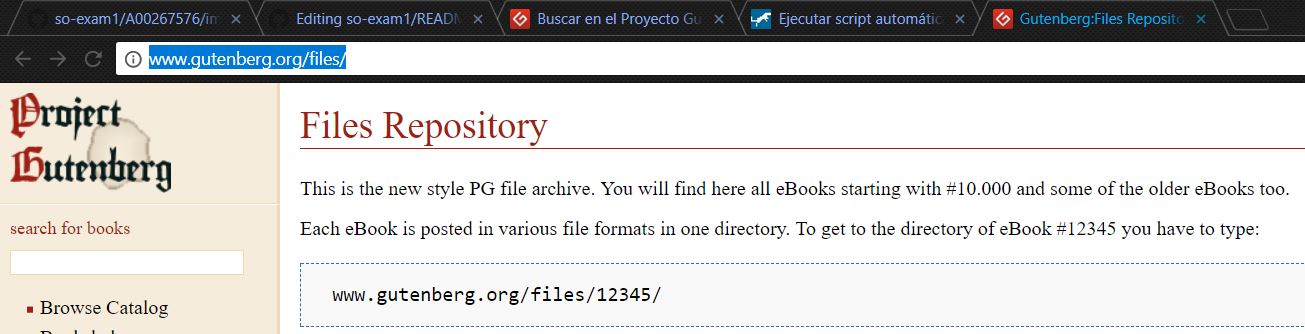 so-exam1/A00267576/im
Editing so-exam1/READM
Buscar en el Proyecto Gu
Ejecutar script automátic
Gutenberg:Files Reposito
www.gutenberg.org/files/
Project
Gutenberg
search for books
Browse Catalog
Files Repository
This is the new style PG file archive. You will find here all eBooks starting with #10.000 and some of the older eBooks too.
Each eBook is posted in various file formats in one directory. To get to the directory of eBook #12345 you have to type:
www.gutenberg.org/files/12345/